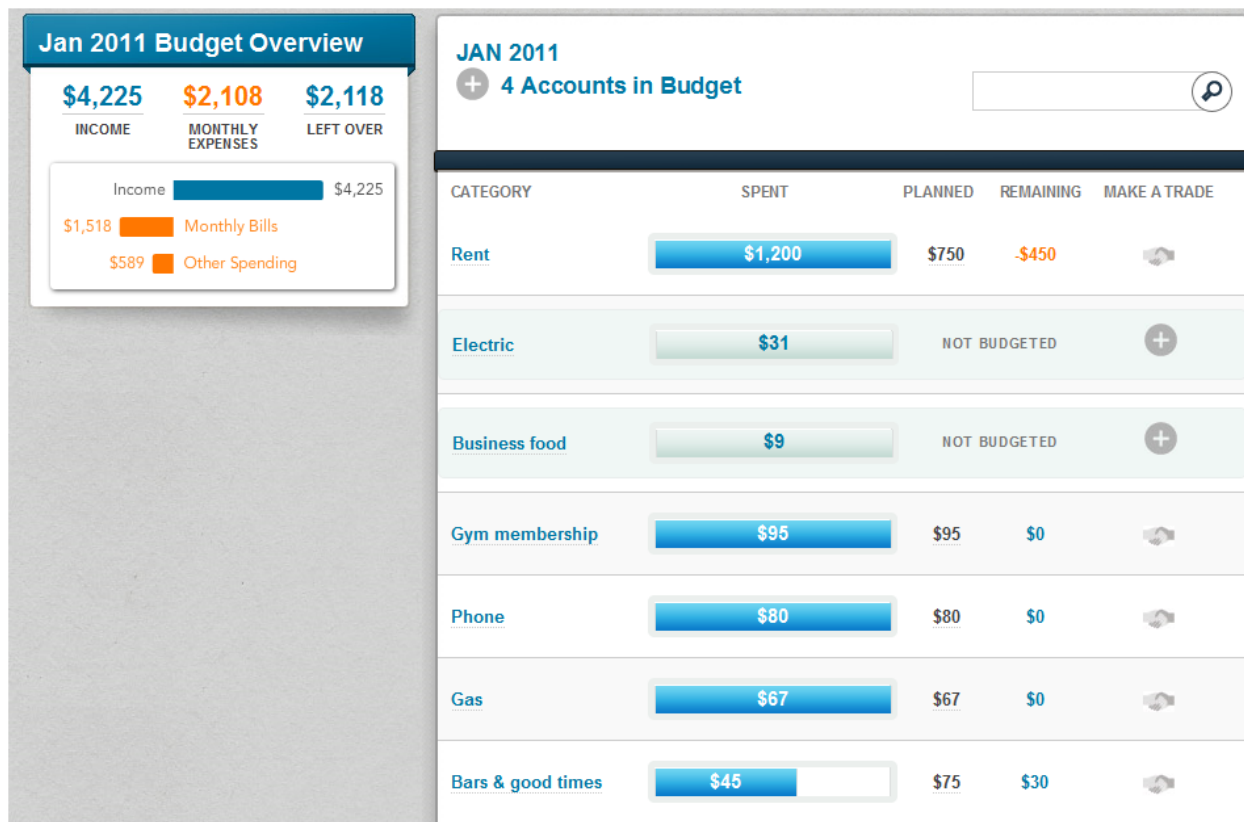 Jan 2011 Budget Overview
$4,225 $2,108 $2,118
INCOME MONTHLY EXPENSES LEFT OVER
Income $4,225
$1,518 Monthly Bills
$589 Other Spending
JAN 2011
4 Accounts in Budget
CATEGORY SPENT PLANNED REMAINING MAKE A TRADE
Rent $1,200 $750 -$450
Electric $31 NOT BUDGETED
Business food $9 NOT BUDGETED
Gym membership $95 $95 $0
Phone $80 $80 $0
Gas $67 $67 $0
Bars & good times $45 $75 $30